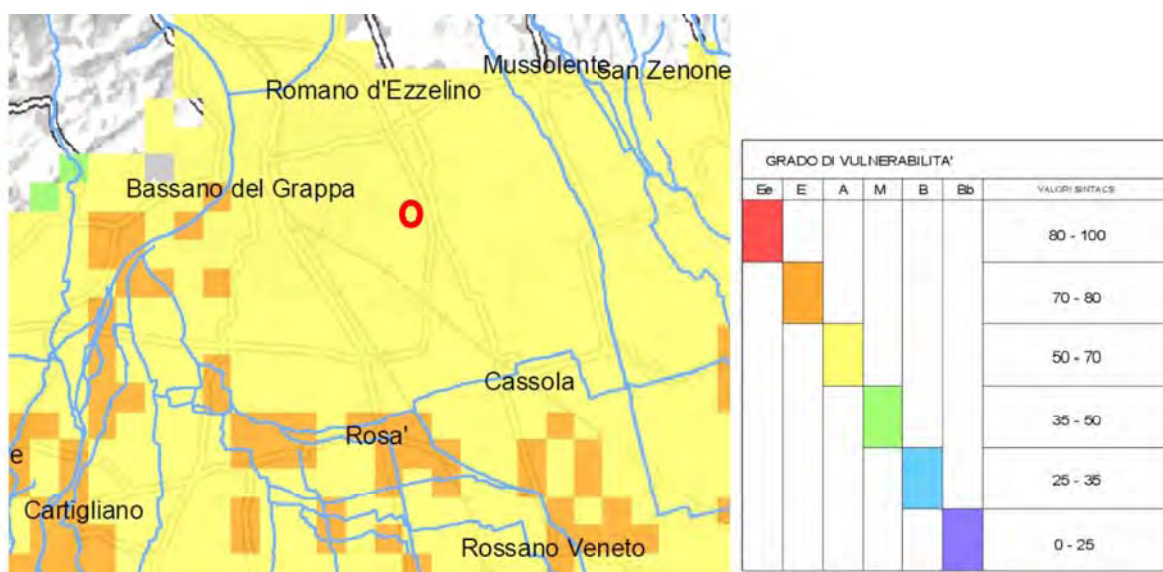 Mussolente
San Zenone
Romano d'Ezzelino
Bassano del Grappa
Cassola
Rosa'
e
Cartigliano
Rossano Veneto
GRADO DI VULNERABILITA'
Ee E A M B Bb VALORI SINTACS
80 - 100
70 - 80
50 - 70
35 - 50
25 - 35
0 - 25